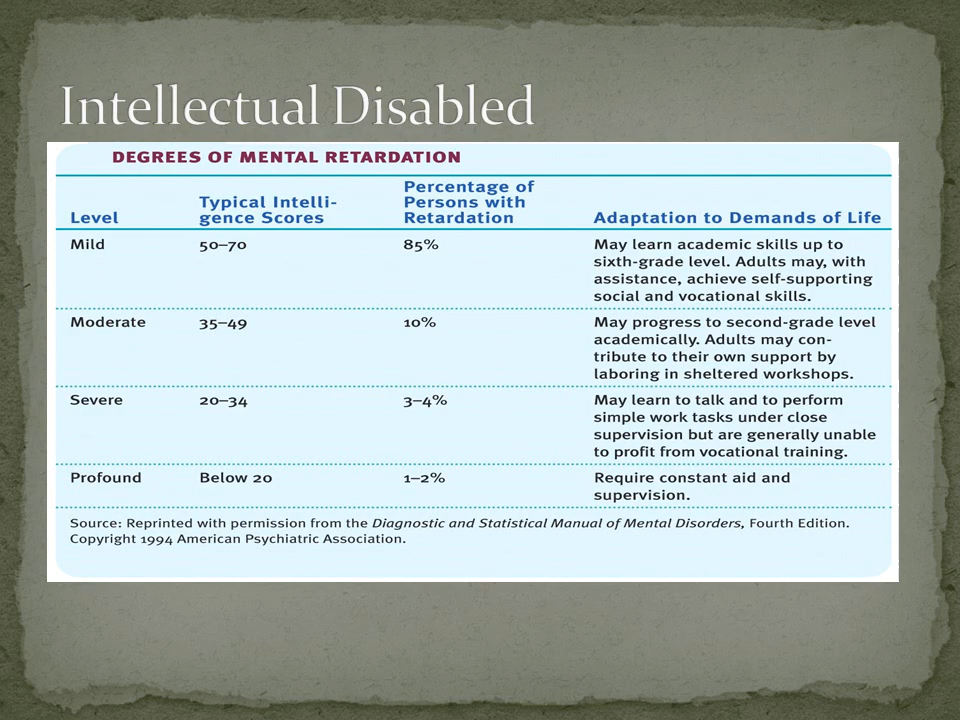 Intellectual Disabled
DEGREES OF MENTAL RETARDATION
Level
Typical Intelli-
gence Scores
Percentage of
Persons with
Retardation
Adaptation to Demands of Life
Mild
50–70
85%
May learn academic skills up to
sixth-grade level. Adults may, with
assistance, achieve self-supporting
social and vocational skills.
Moderate
35–49
10%
May progress to second-grade level
academically. Adults may con-
tribute to their own support by
laboring in sheltered workshops.
Severe
20–34
3–4%
May learn to talk and to perform
simple work tasks under close
supervision but are generally unable
to profit from vocational training.
Profound
Below 20
1–2%
Require constant aid and
supervision.
Source: Reprinted with permission from the Diagnostic and Statistical Manual of Mental Disorders, Fourth Edition.
Copyright 1994 American Psychiatric Association.